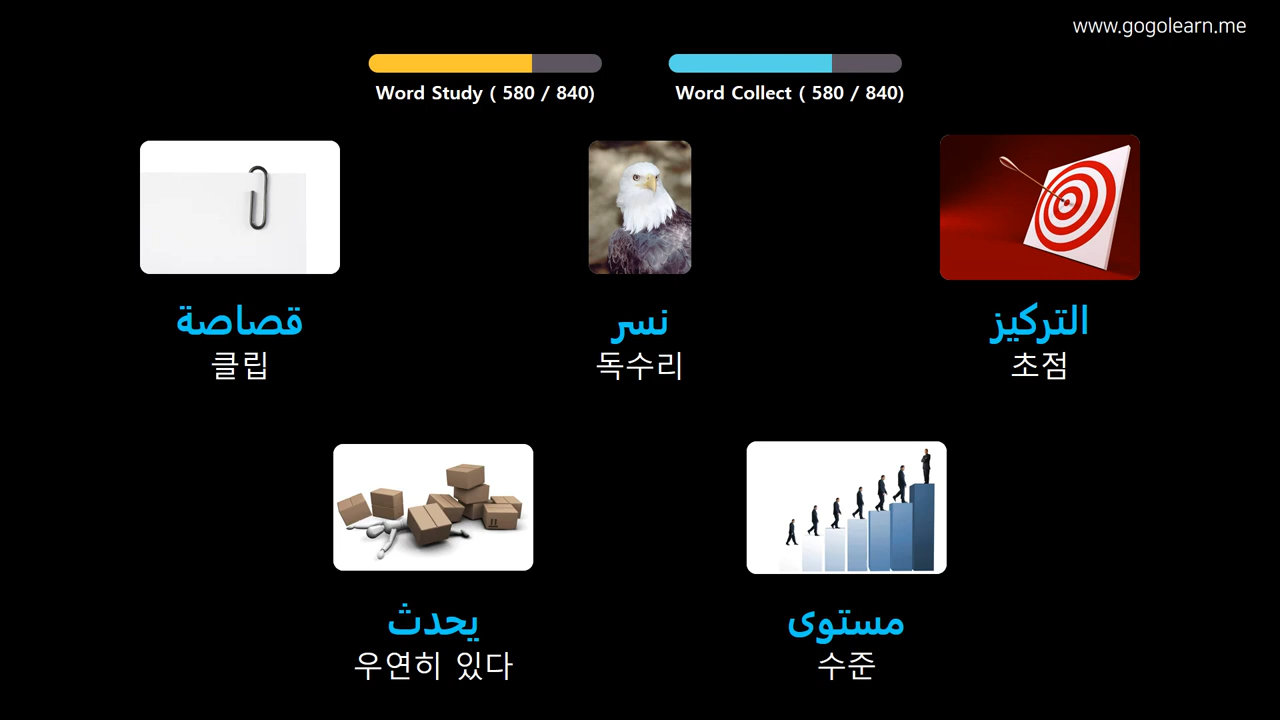 www.gogolearn.me
Word Study ( 580 / 840)
Word Collect ( 580 / 840)
قصاصة
클립
نسر
독수리
التركيز
초점
يحدث
우연히 있다
مستوى
수준